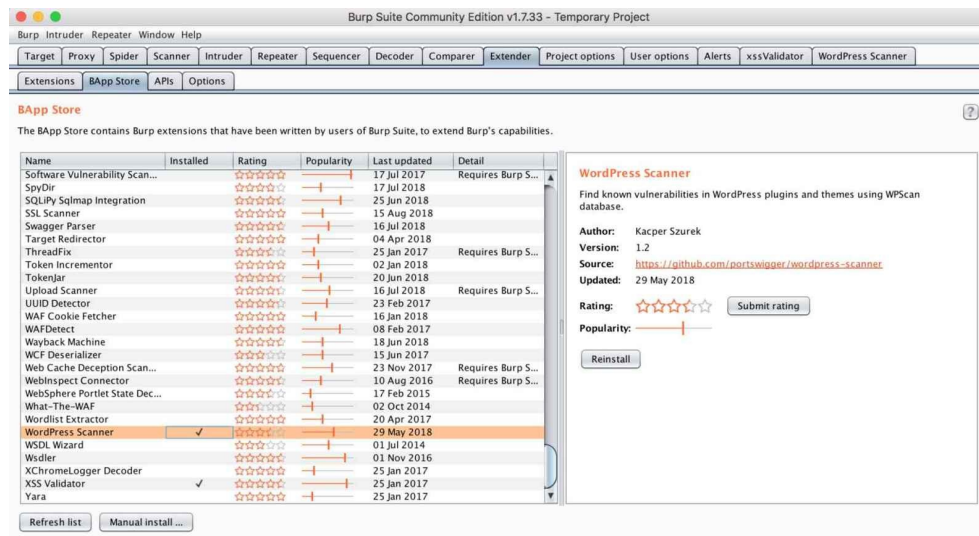 Burp Suite Community Edition v1.7.33 - Temporary Project
Burp Intruder Repeater Window Help
Target Proxy Spider Scanner Intruder Repeater Sequencer Decoder Comparer Extender Project options User options Alerts xssValidator WordPress Scanner
Extensions BApp Store APIs Options
BApp Store
?
The BApp Store contains Burp extensions that have been written by users of Burp Suite, to extend Burp's capabilities.
Name Installed Rating Popularity Last updated Detail
Software Vulnerability Scan... 17 Jul 2017 Requires Burp S...
SpyDir 17 Jul 2018
SQLiPy Sqlmap Integration 25 Jun 2018
SSL Scanner 15 Aug 2018
Swagger Parser 16 Jul 2018
Target Redirector 04 Apr 2018
ThreadFix 25 Jan 2017 Requires Burp S...
Token Incrementor 02 Jan 2018
TokenJar 20 Jun 2018
Upload Scanner 16 Jul 2018 Requires Burp S...
UUID Detector 23 Feb 2017
WAF Cookie Fetcher 16 Jan 2018
WAFDetect 08 Feb 2017
Wayback Machine 18 Jun 2018
WCF Deserializer 15 Jun 2017
Web Cache Deception Scan... 23 Nov 2017 Requires Burp S...
WebInspect Connector 10 Aug 2016 Requires Burp S...
WebSphere Portlet State Dec... 17 Feb 2015
What-The-WAF 02 Oct 2014
Wordlist Extractor 20 Apr 2017
WordPress Scanner ✓ 29 May 2018
WSDL Wizard 01 Jul 2014
Wsdler 01 Nov 2016
XChromeLogger Decoder 25 Jan 2017
XSS Validator ✓ 25 Jan 2017
Yara 25 Jan 2017
Refresh list Manual install ...
WordPress Scanner
Find known vulnerabilities in WordPress plugins and themes using WPScan
database.
Author: Kacper Szurek
Version: 1.2
Source: https://github.com/portswigger/wordpress-scanner
Updated: 29 May 2018
Rating: Submit rating
Popularity:
Reinstall